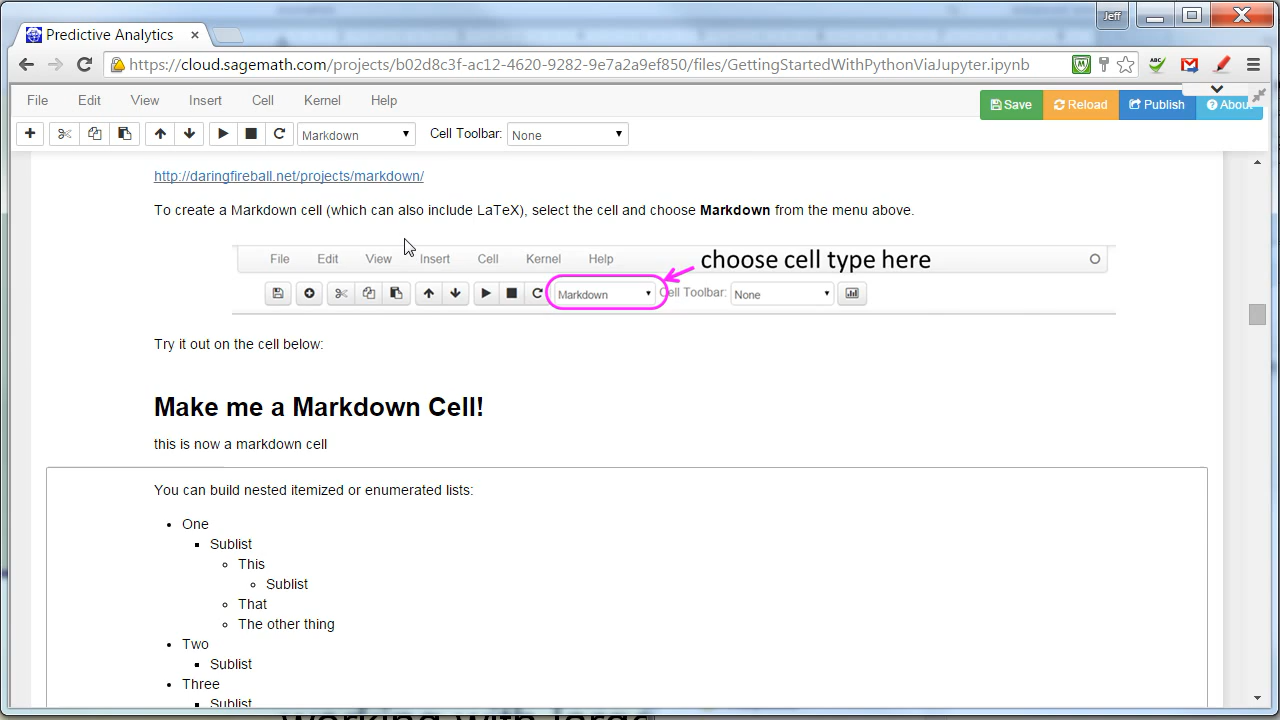 Jeff
Predictive Analytics
https://cloud.sagemath.com/projects/b02d8c3f-ac12-4620-9282-9e7a2a9ef850/files/GettingStartedWithPythonViaJupyter.ipynb
File Edit View Insert Cell Kernel Help
Save Reload Publish About
Markdown Cell Toolbar: None
http://daringfireball.net/projects/markdown/
To create a Markdown cell (which can also include LaTeX), select the cell and choose Markdown from the menu above.
File Edit View Insert Cell Kernel Help choose cell type here
Markdown Cell Toolbar: None
Try it out on the cell below:
Make me a Markdown Cell!
this is now a markdown cell
You can build nested itemized or enumerated lists:
One
Sublist
This
Sublist
That
The other thing
Two
Sublist
Three
Sublist